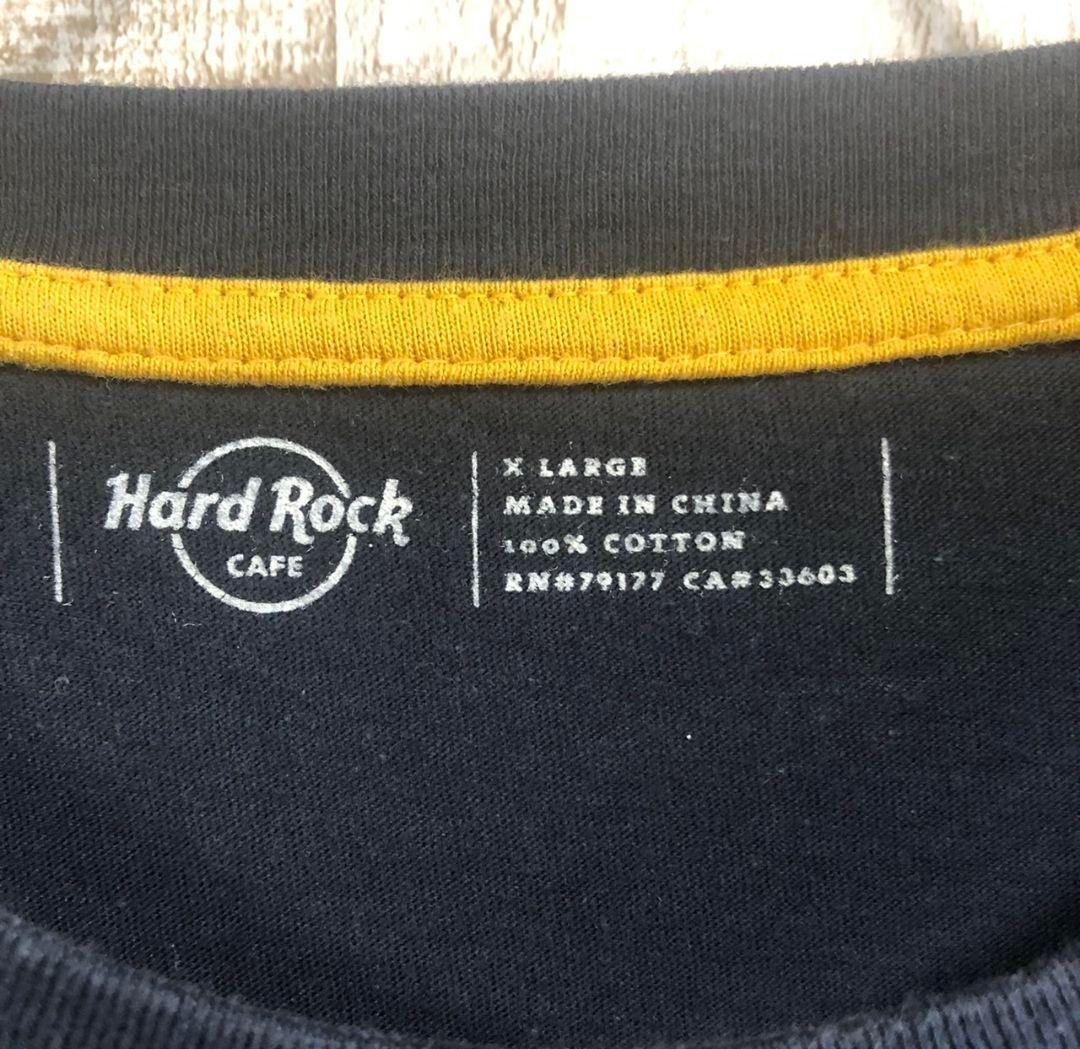 Hard Rock
CAFE
X LARGE
MADE IN CHINA
100% COTTON
RN#79177 CA#33603